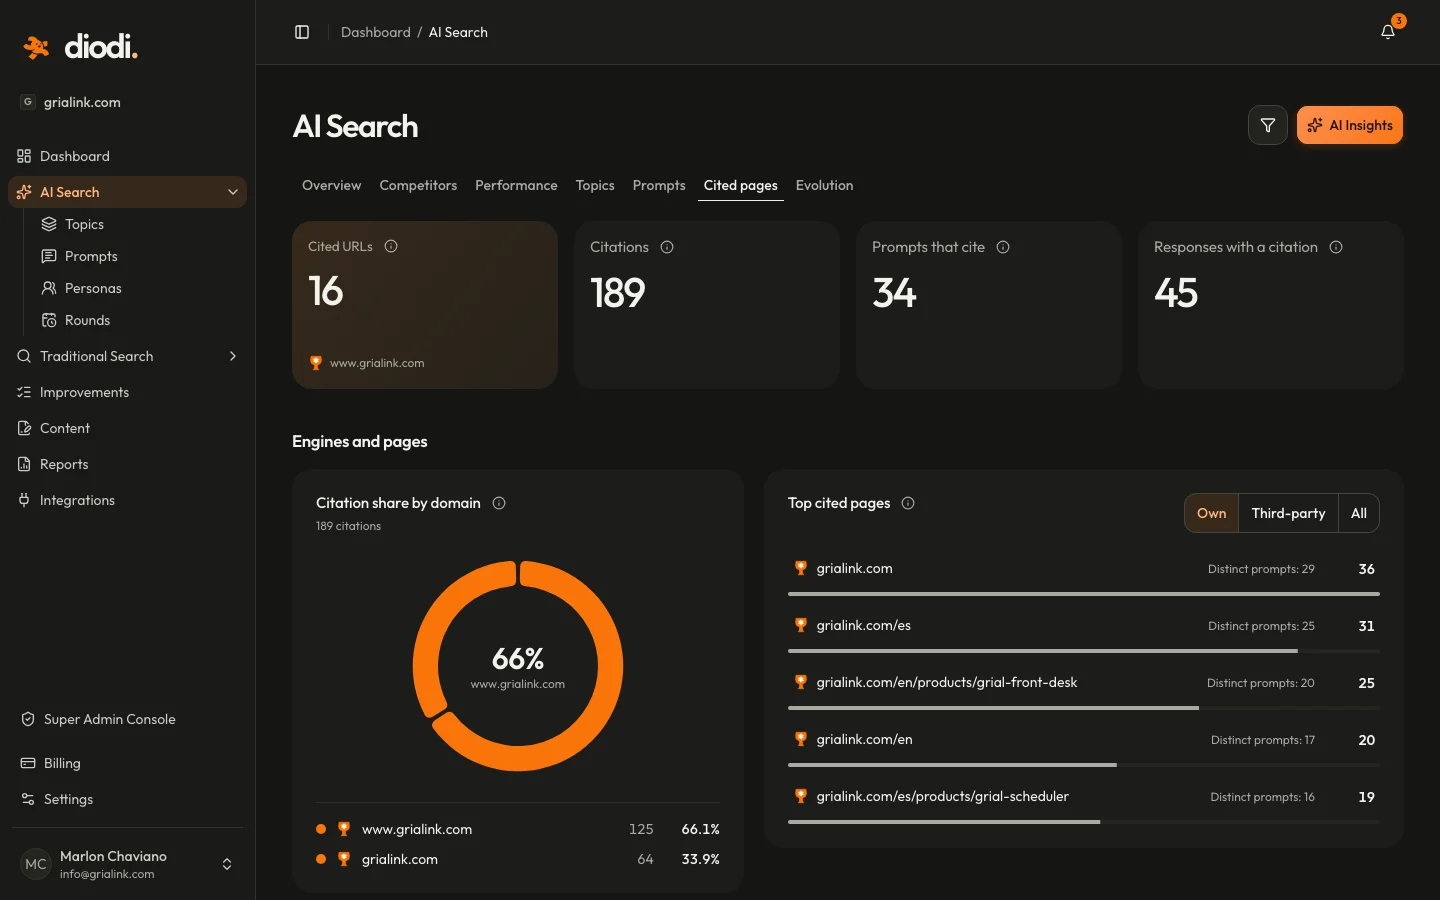 diodi.
G grialink.com
Dashboard
AI Search
Topics
Prompts
Personas
Rounds
Traditional Search
Improvements
Content
Reports
Integrations
Super Admin Console
Billing
Settings
MC
Marlon Chaviano
info@grialink.com
Dashboard / AI Search
3
AI Search
AI Insights
Overview Competitors Performance Topics Prompts Cited pages Evolution
Cited URLs
16
www.grialink.com
Citations
189
Prompts that cite
34
Responses with a citation
45
Engines and pages
Citation share by domain
189 citations
66%
www.grialink.com
www.grialink.com 125 66.1%
grialink.com 64 33.9%
Top cited pages
Own Third-party All
grialink.com Distinct prompts: 29 36
grialink.com/es Distinct prompts: 25 31
grialink.com/en/products/grial-front-desk Distinct prompts: 20 25
grialink.com/en Distinct prompts: 17 20
grialink.com/es/products/grial-scheduler Distinct prompts: 16 19